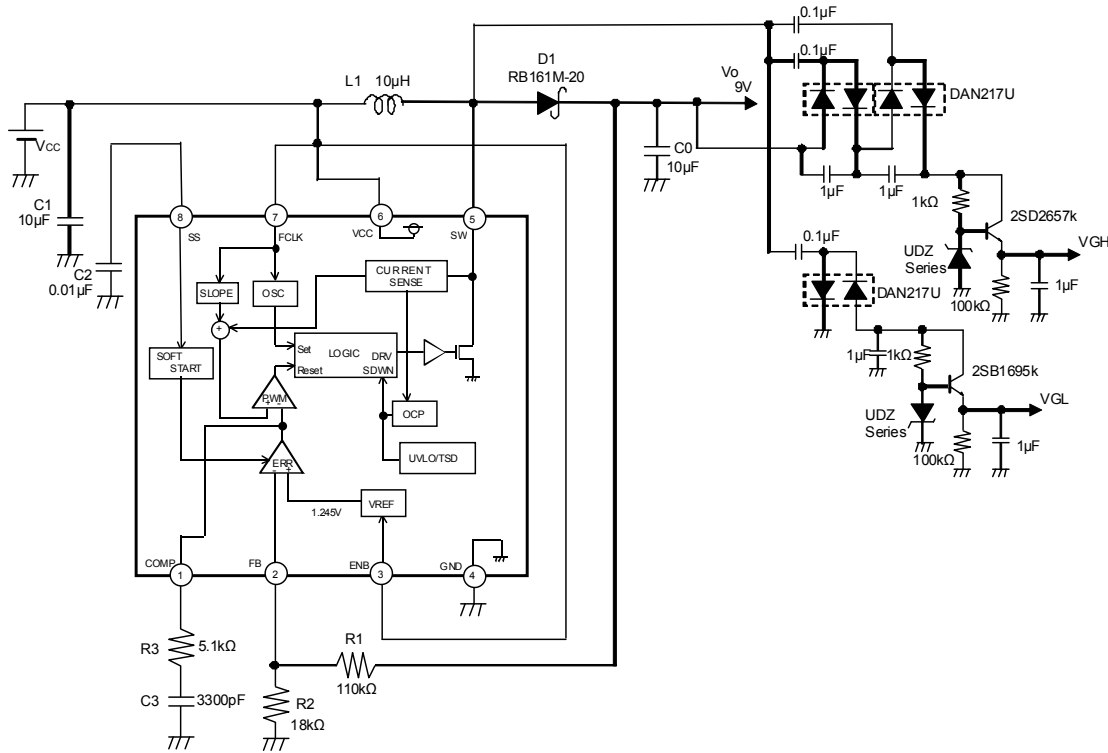 0.1µF
D1
RB161M-20
0.1µF
L1 10µH
Vo
9V
DAN217U
VCC
C0
10µF
1µF
1µF
1kΩ
2SD2657k
C1
10µF
8
7
6
5
SS
FCLK
VCC
SW
VGH
UDZ
Series
C2
0.01µF
0.1µF
CURRENT
SENSE
SLOPE
OSC
DAN217U
100kΩ
1µF
+
Set
LOGIC
DRV
SOFT
START
Reset
SDWN
1µF
1kΩ
2SB1695k
PWM
+ -
OCP
VGL
UDZ
Series
ERR
- +
UVLO/TSD
1µF
100kΩ
VREF
1.245V
COMP
FB
ENB
GND
1
2
3
4
R3
5.1kΩ
R1
110kΩ
C3
3300pF
R2
18kΩ